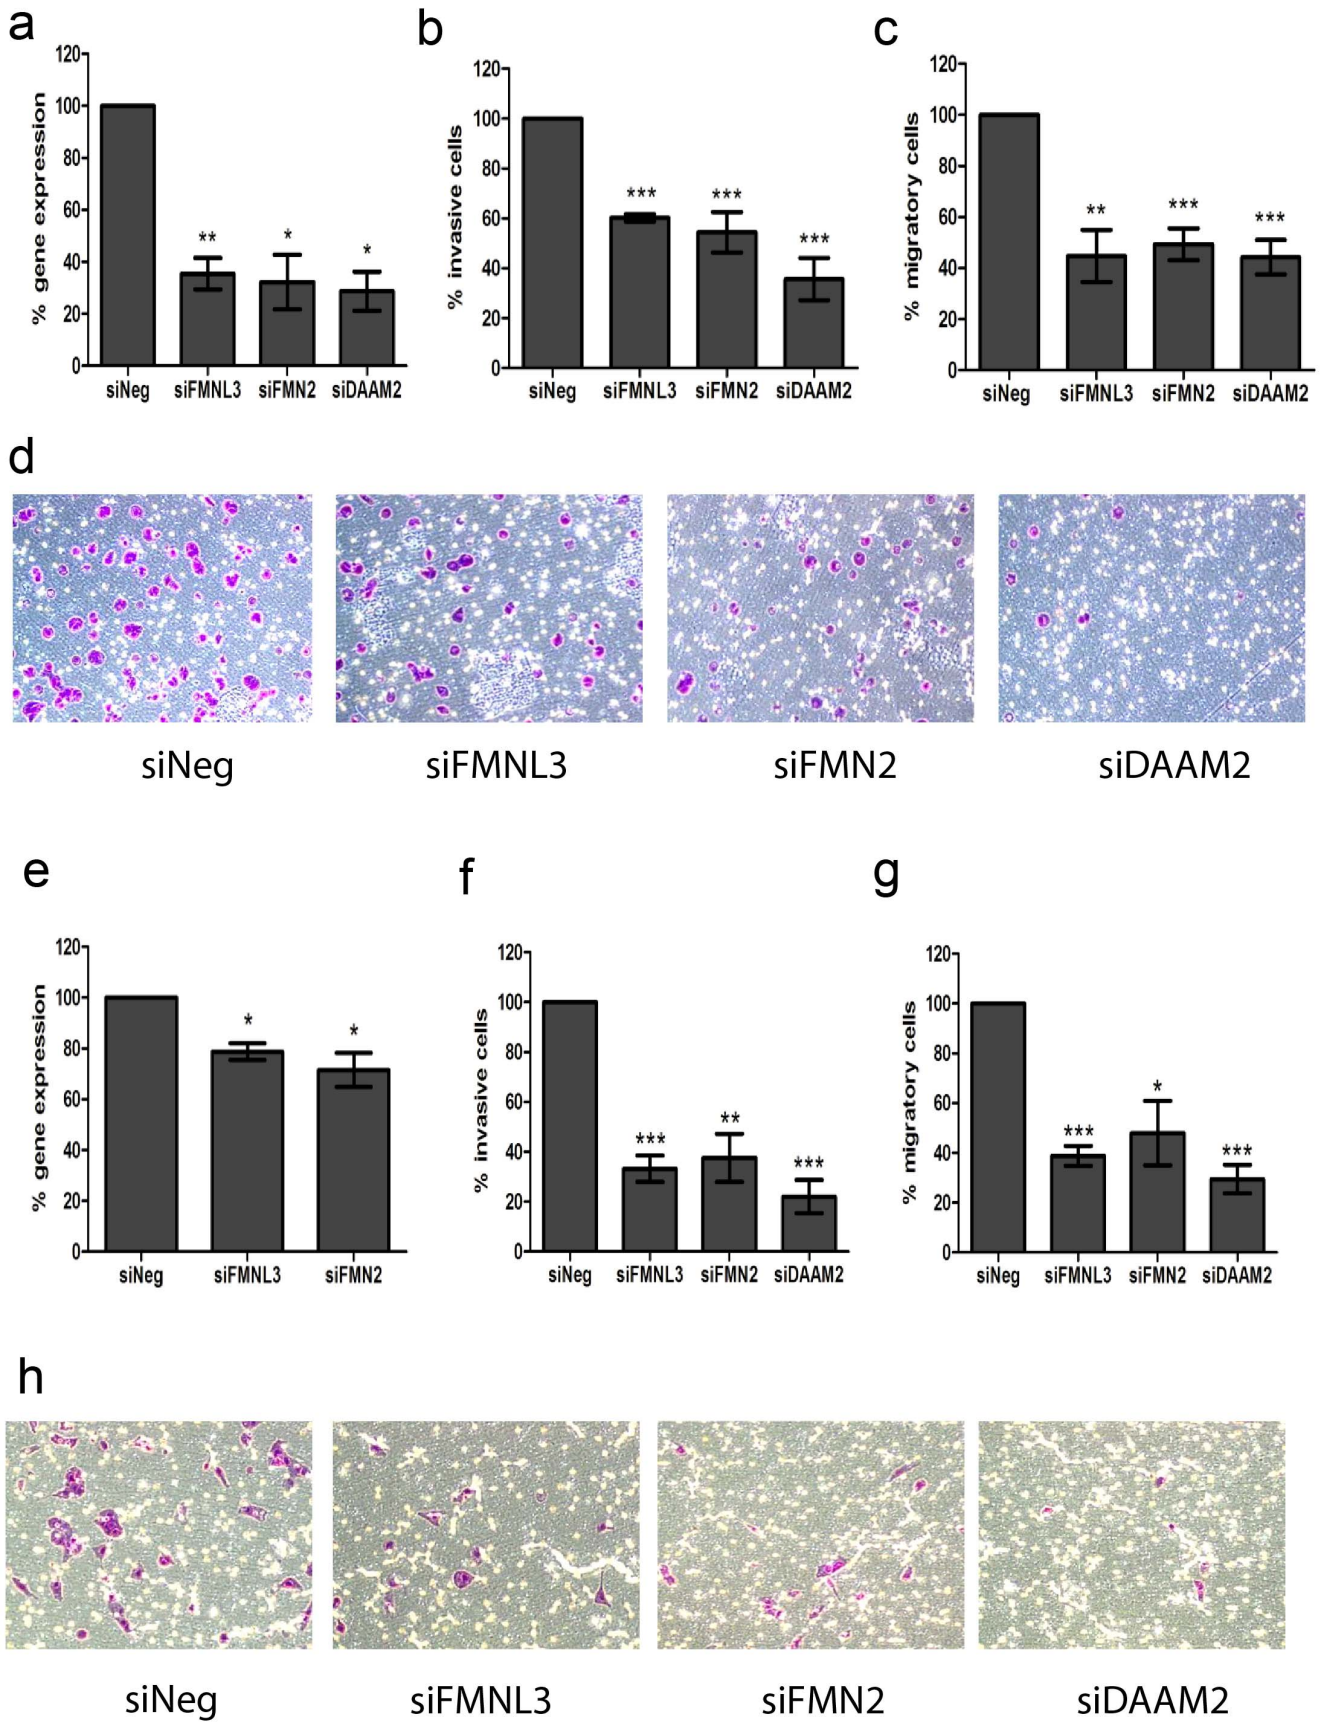 a
120
100
80
60
40
20
0
% gene expression
**
*
*
siNeg siFMNL3 siFMN2 siDAAM2
b
120
100
80
60
40
20
0
% invasive cells
***
***
***
siNeg siFMNL3 siFMN2 siDAAM2
c
120
100
80
60
40
20
0
% migratory cells
**
***
***
siNeg siFMNL3 siFMN2 siDAAM2
d
siNeg siFMNL3 siFMN2 siDAAM2
e
120
100
80
60
40
20
0
% gene expression
*
*
siNeg siFMNL3 siFMN2
f
120
100
80
60
40
20
0
% invasive cells
***
**
***
siNeg siFMNL3 siFMN2 siDAAM2
g
120
100
80
60
40
20
0
% migratory cells
***
*
***
siNeg siFMNL3 siFMN2 siDAAM2
h
siNeg siFMNL3 siFMN2 siDAAM2